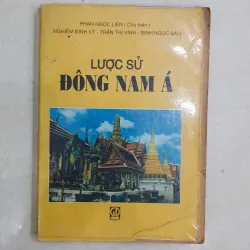 PHAN NGỌC LIÊN (Chủ biên)
NGHIÊM ĐÌNH VỲ - TRẦN THỊ VINH - ĐINH NGỌC BẢO
LƯỢC SỬ
ĐÔNG NAM Á